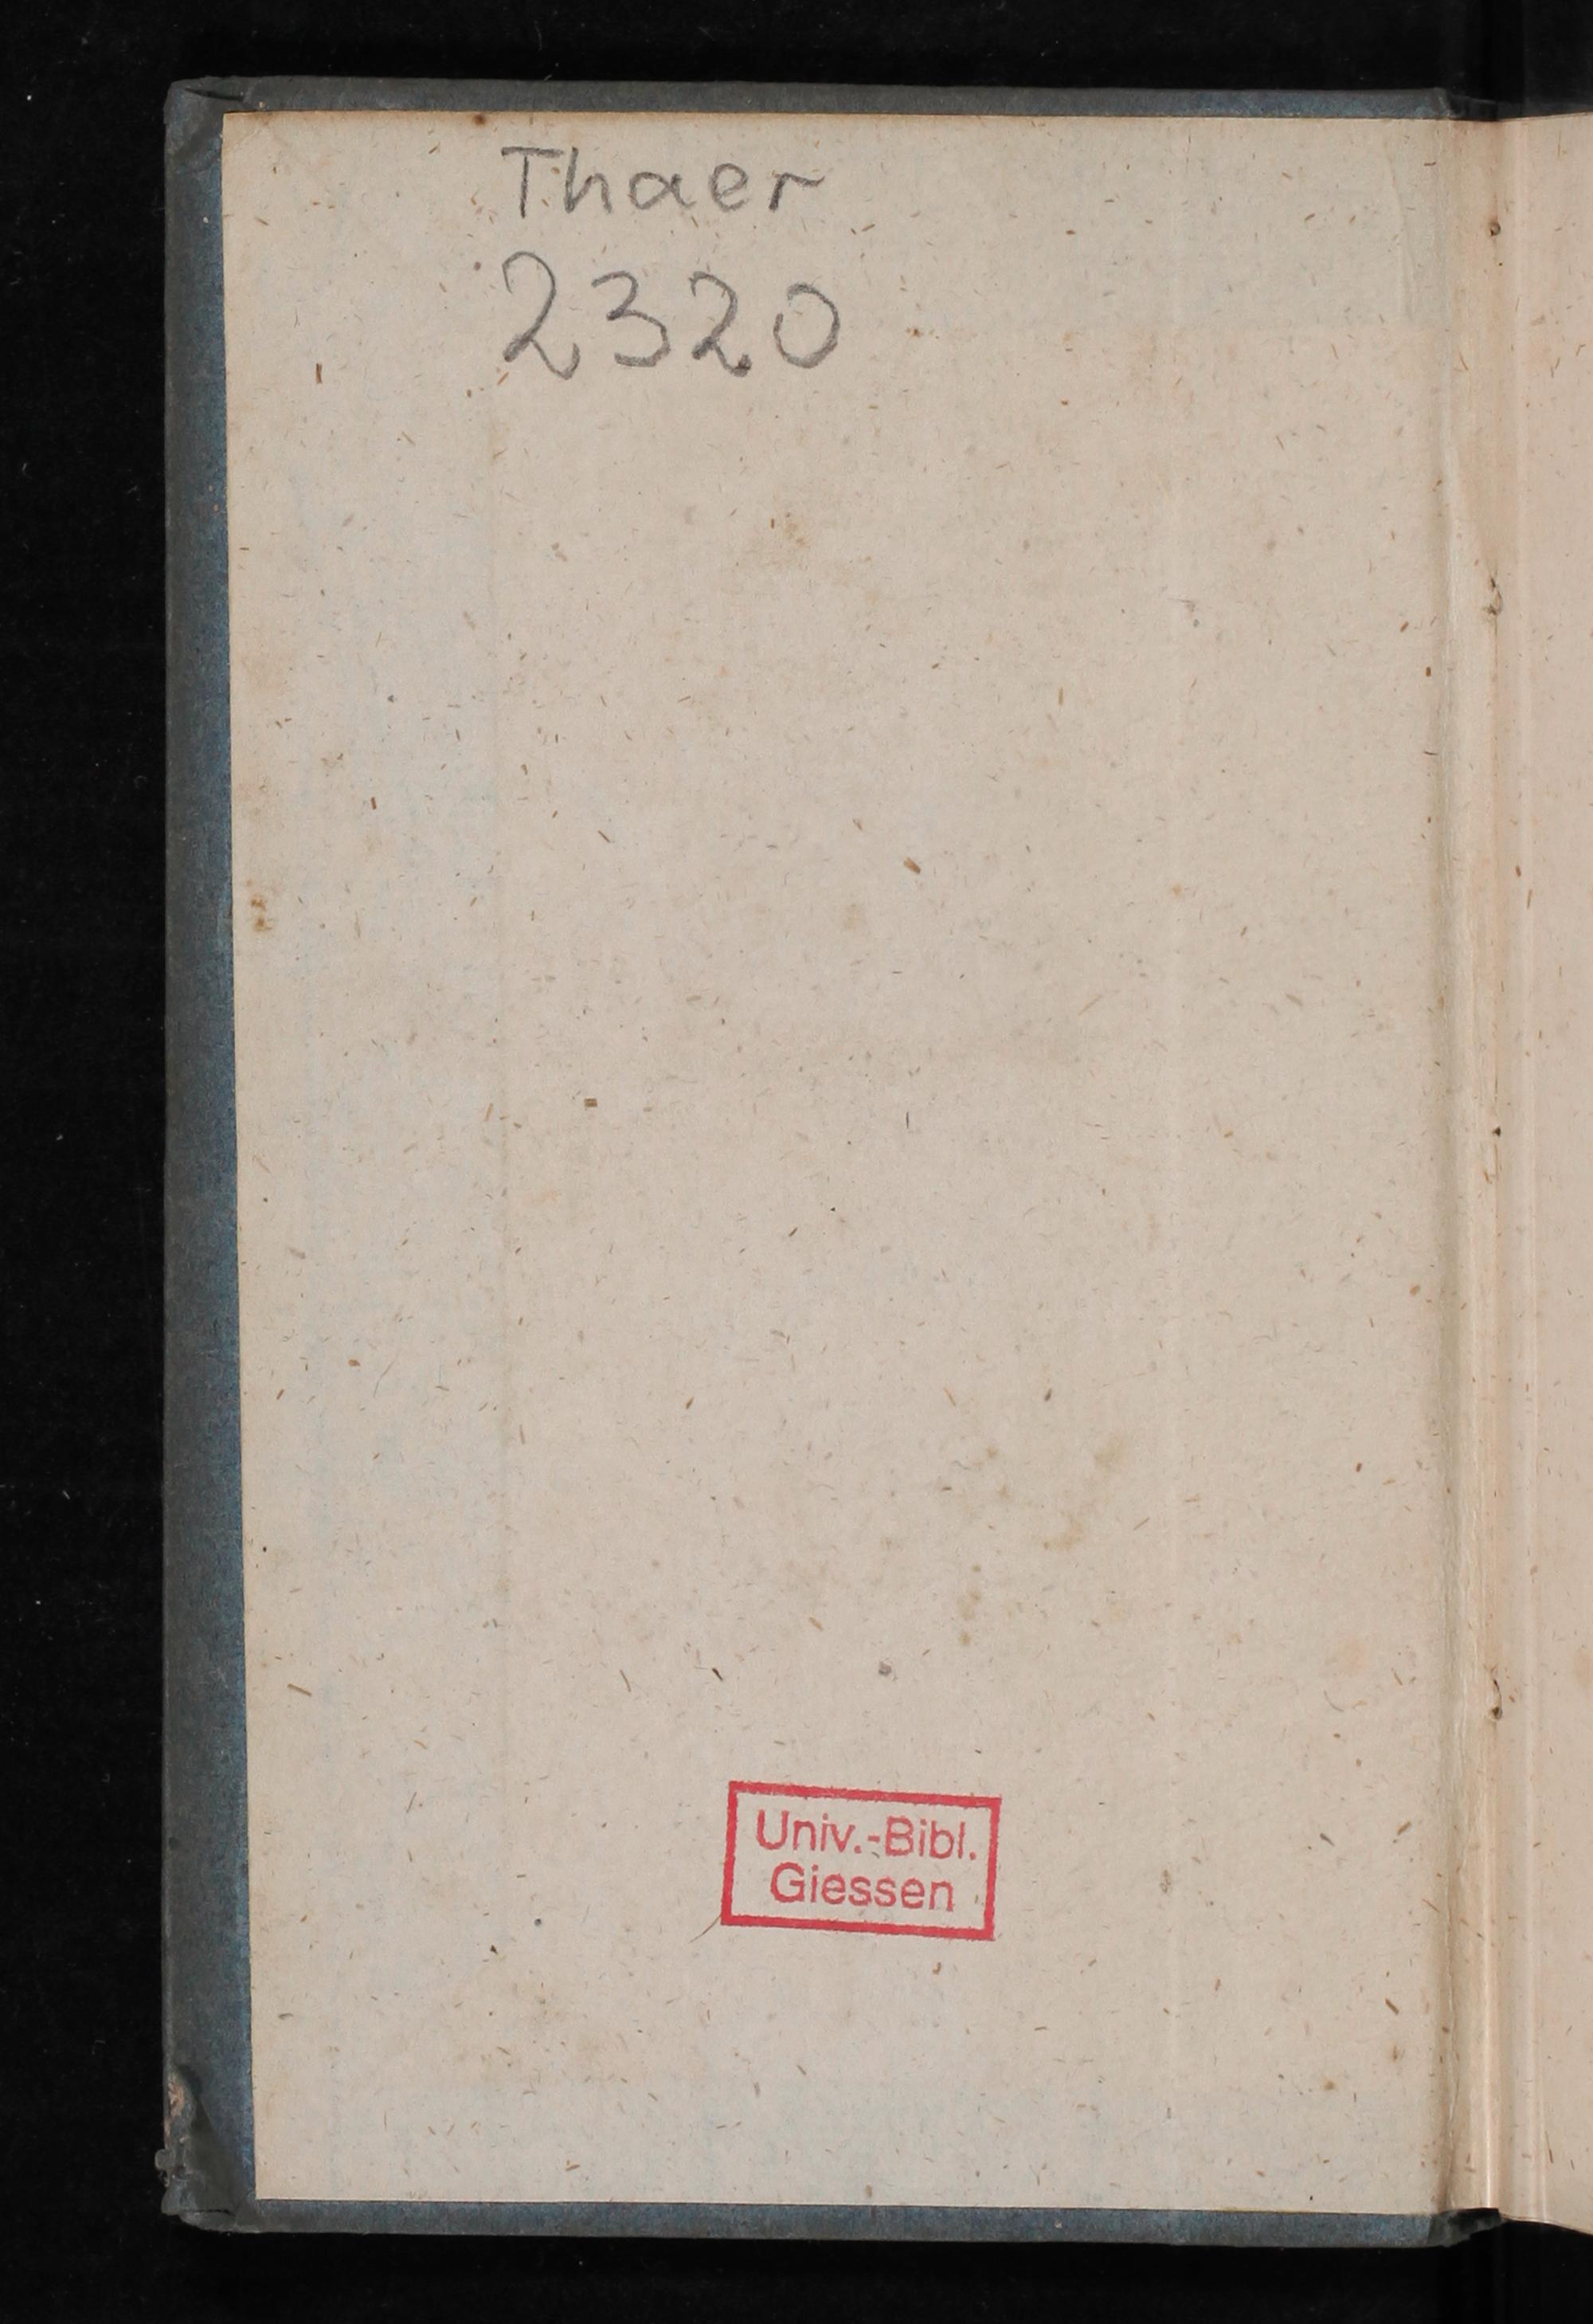 Thaer
2320
Univ.-Bibl.
Giessen